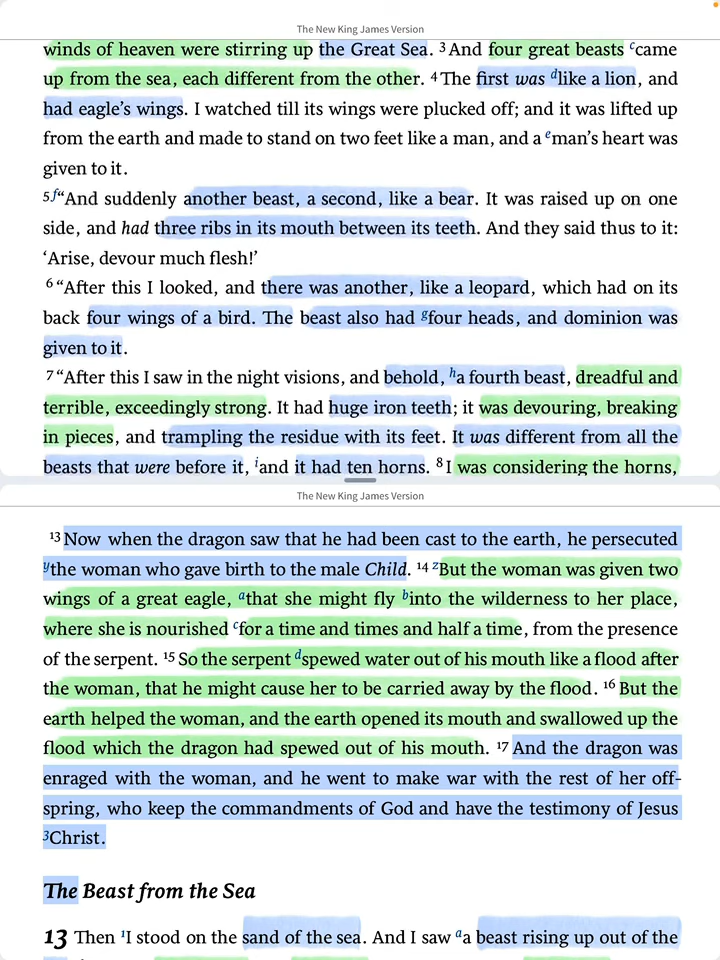 The New King James Version
winds of heaven were stirring up the Great Sea. 3 And four great beasts c came
up from the sea, each different from the other. 4 The first was d like a lion, and
had eagle’s wings. I watched till its wings were plucked off; and it was lifted up
from the earth and made to stand on two feet like a man, and a e man’s heart was
given to it.
5 f “And suddenly another beast, a second, like a bear. It was raised up on one
side, and had three ribs in its mouth between its teeth. And they said thus to it:
‘Arise, devour much flesh!’
6 “After this I looked, and there was another, like a leopard, which had on its
back four wings of a bird. The beast also had g four heads, and dominion was
given to it.
7 “After this I saw in the night visions, and behold, h a fourth beast, dreadful and
terrible, exceedingly strong. It had huge iron teeth; it was devouring, breaking
in pieces, and trampling the residue with its feet. It was different from all the
beasts that were before it, i and it had ten horns. 8 I was considering the horns,
The New King James Version
13 Now when the dragon saw that he had been cast to the earth, he persecuted
y the woman who gave birth to the male Child. 14 z But the woman was given two
wings of a great eagle, a that she might fly b into the wilderness to her place,
where she is nourished c for a time and times and half a time, from the presence
of the serpent. 15 So the serpent d spewed water out of his mouth like a flood after
the woman, that he might cause her to be carried away by the flood. 16 But the
earth helped the woman, and the earth opened its mouth and swallowed up the
flood which the dragon had spewed out of his mouth. 17 And the dragon was
enraged with the woman, and he went to make war with the rest of her off-
spring, who keep the commandments of God and have the testimony of Jesus
3 Christ.
The Beast from the Sea
13 Then 1 I stood on the sand of the sea. And I saw a a beast rising up out of the